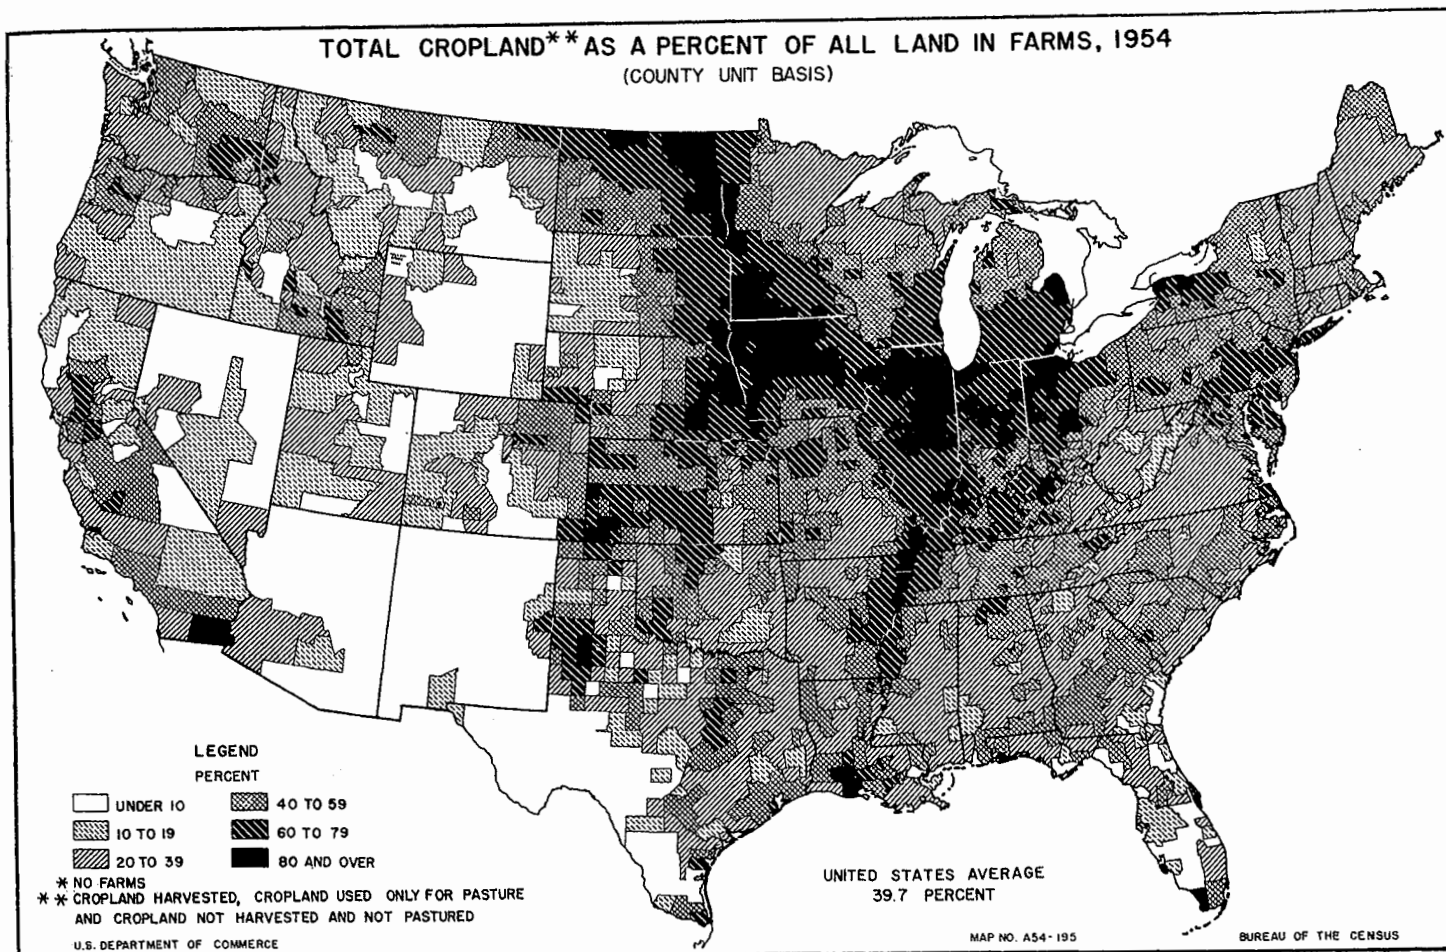 TOTAL CROPLAND** AS A PERCENT OF ALL LAND IN FARMS, 1954
(COUNTY UNIT BASIS)
LEGEND
PERCENT
UNDER 10
10 TO 19
20 TO 39
40 TO 59
60 TO 79
80 AND OVER
* NO FARMS
** CROPLAND HARVESTED, CROPLAND USED ONLY FOR PASTURE
AND CROPLAND NOT HARVESTED AND NOT PASTURED
U.S. DEPARTMENT OF COMMERCE
UNITED STATES AVERAGE
39.7 PERCENT
MAP NO. A54-195
BUREAU OF THE CENSUS